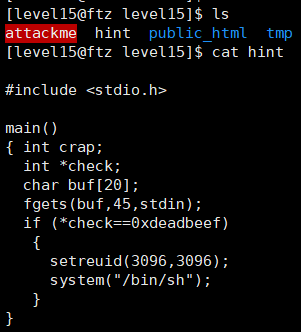 [level15@ftz level15]$ ls
attackme  hint  public_html  tmp
[level15@ftz level15]$ cat hint

#include <stdio.h>

main()
{ int crap;
  int *check;
  char buf[20];
  fgets(buf,45,stdin);
  if (*check==0xdeadbeef)
   {
     setreuid(3096,3096);
     system("/bin/sh");
   }
}